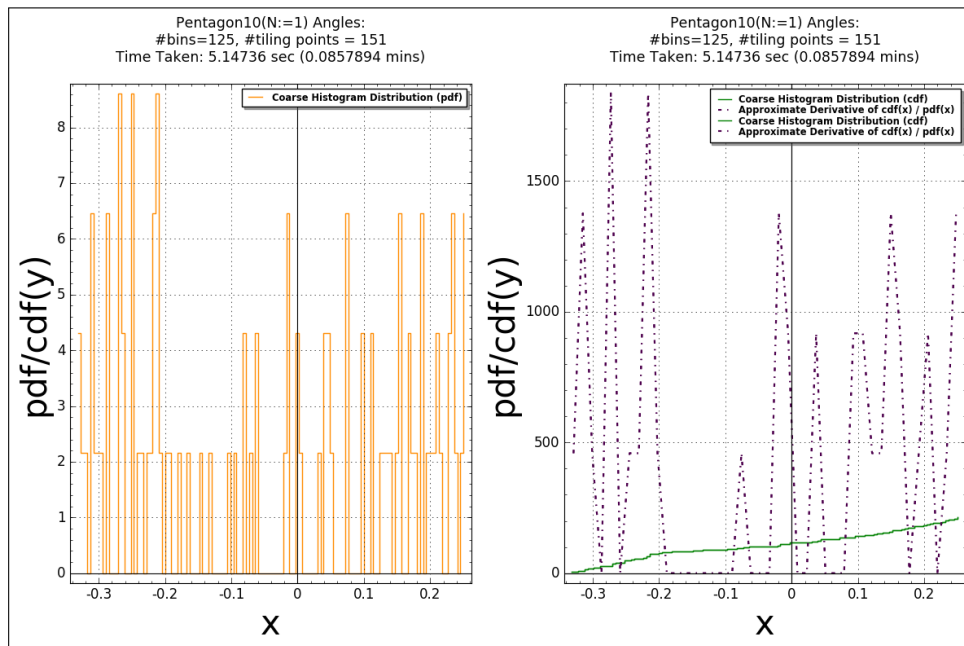 Pentagon10(N:=1) Angles:
#bins=125, #tiling points = 151
Time Taken: 5.14736 sec (0.0857894 mins)
Coarse Histogram Distribution (pdf)
8
7
6
5
4
3
2
1
0
pdf/cdf(y)
-0.3
-0.2
-0.1
0
0.1
0.2
x
Pentagon10(N:=1) Angles:
#bins=125, #tiling points = 151
Time Taken: 5.14736 sec (0.0857894 mins)
Coarse Histogram Distribution (cdf)
Approximate Derivative of cdf(x) / pdf(x)
Coarse Histogram Distribution (cdf)
Approximate Derivative of cdf(x) / pdf(x)
1500
1000
500
0
pdf/cdf(y)
-0.3
-0.2
-0.1
0
0.1
0.2
x